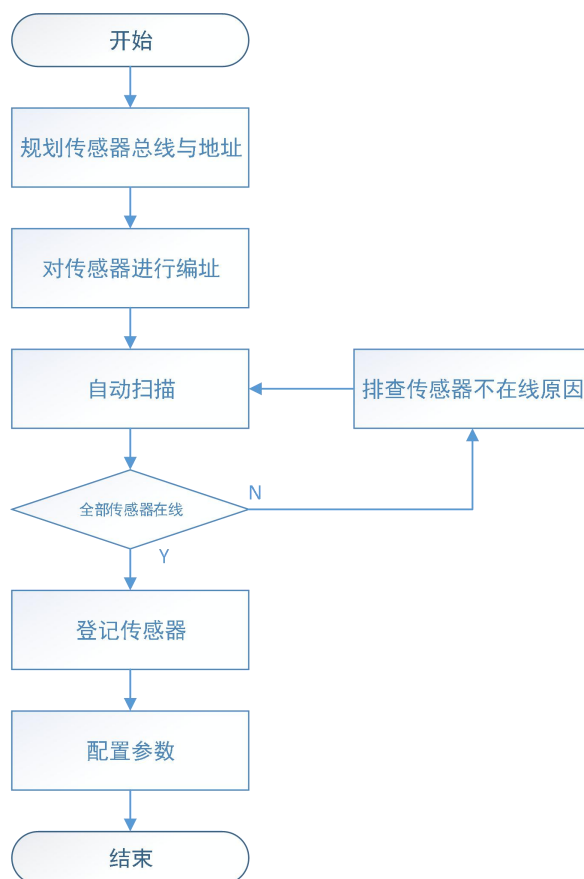 开始
规划传感器总线与地址
对传感器进行编址
自动扫描
排查传感器不在线原因
全部传感器在线
N
Y
登记传感器
配置参数
结束